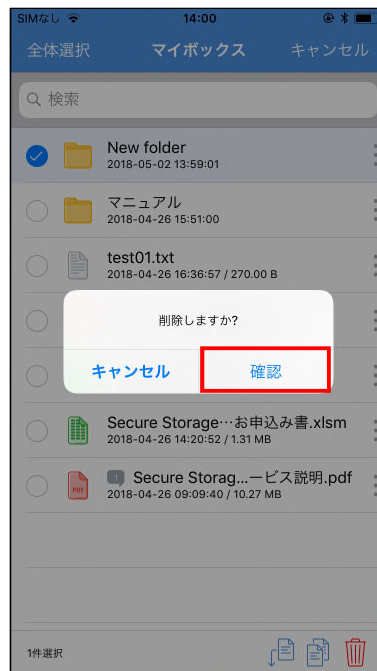 SIMなし 14:00
全体選択 マイボックス キャンセル
検索
New folder
2018-05-02 13:59:01
マニュアル
2018-04-26 15:51:00
test01.txt
2018-04-26 16:36:57 / 270.00 B
削除しますか?
キャンセル 確認
Secure Storage…お申込み書.xlsm
2018-04-26 14:20:52 / 1.31 MB
1 Secure Storag...ービス説明.pdf
PDF
2018-04-26 09:09:40 / 10.27 MB
1件選択